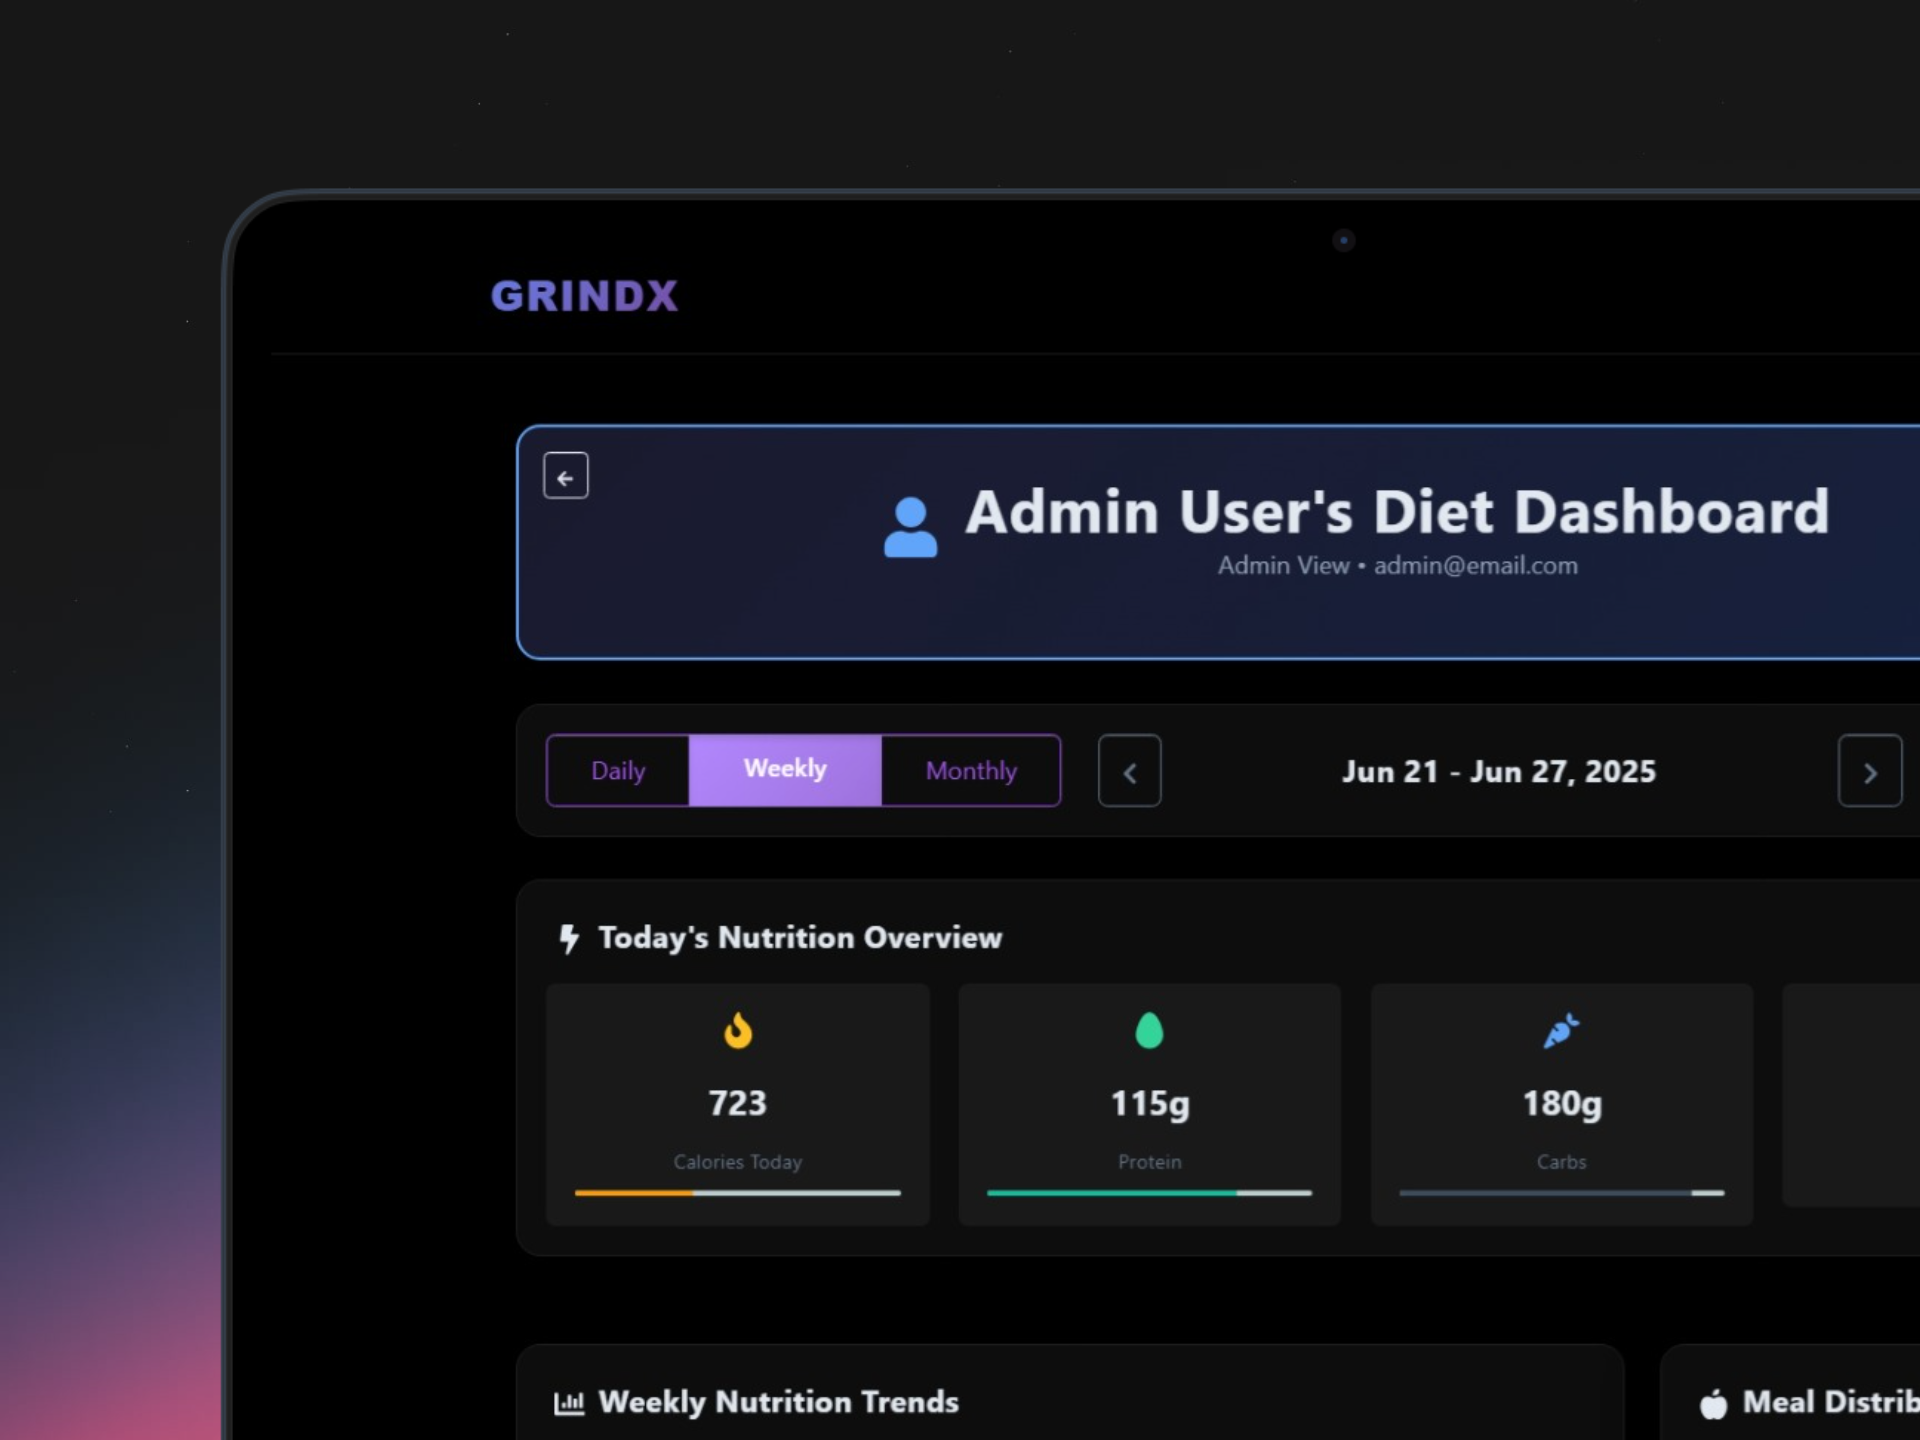 GRINDX
Admin User's Diet Dashboard
Admin View • admin@email.com
Daily
Weekly
Monthly
Jun 21 - Jun 27, 2025
Today's Nutrition Overview
723
Calories Today
115g
Protein
180g
Carbs
Weekly Nutrition Trends
Meal Distrib